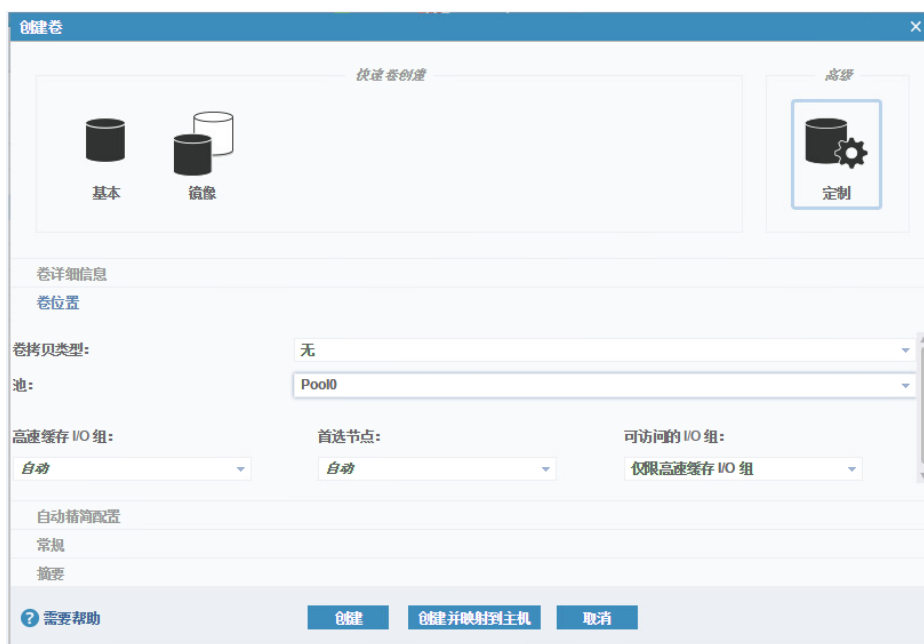 创建卷 ×
快速卷创建 高级
基本 镜像 定制
卷详细信息
卷位置
卷拷贝类型: 无
池: Pool0
高速缓存 I/O 组: 首选节点: 可访问的 I/O 组:
自动 自动 仅限高速缓存 I/O 组
自动精简配置
常规
摘要
? 需要帮助 创建 创建并映射到主机 取消